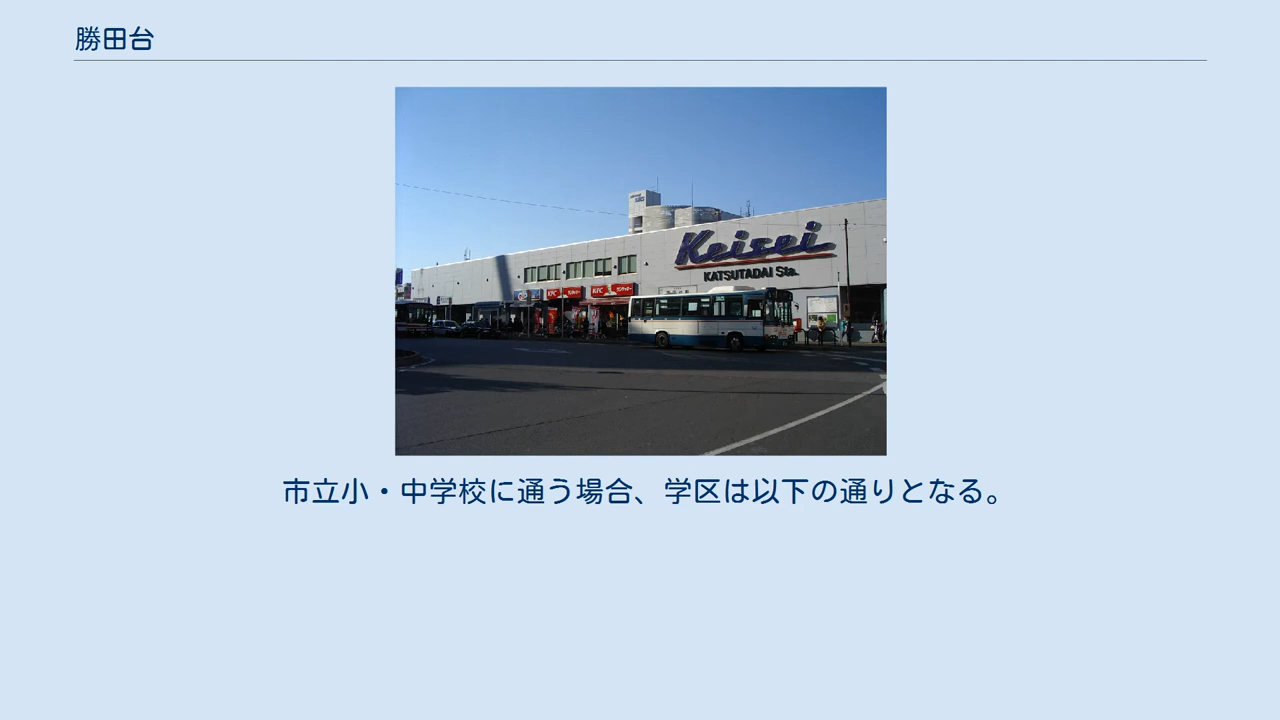 勝田台
Keisei
KATSUTADAI Sta.
KFC
KFC
市立小・中学校に通う場合、学区は以下の通りとなる。